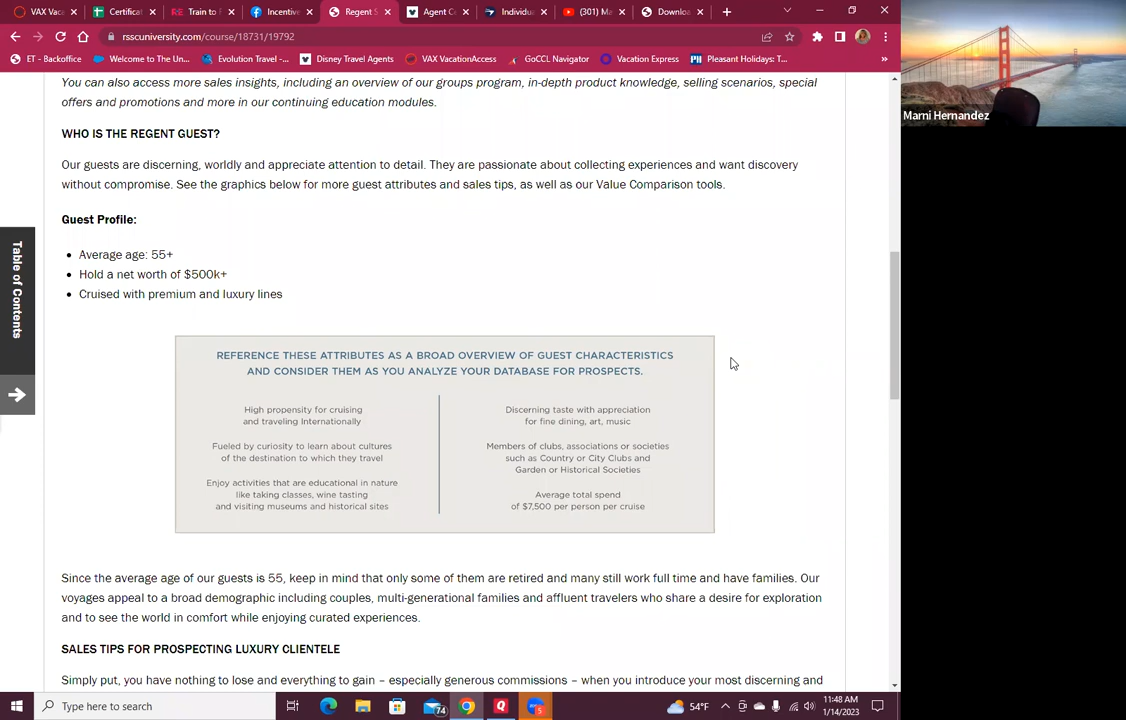 VAX Vac
Certificat
Train to
Incentive
Regent S
Agent C
Individua
(301) Ma
Downloa
rsscuniversity.com/course/18731/19792
ET - Backoffice
Welcome to The Un...
Evolution Travel -...
Disney Travel Agents
VAX VacationAccess
GoCCL Navigator
Vacation Express
Pleasant Holidays: T...
Marni Hernandez
You can also access more sales insights, including an overview of our groups program, in-depth product knowledge, selling scenarios, special
offers and promotions and more in our continuing education modules.
WHO IS THE REGENT GUEST?
Our guests are discerning, worldly and appreciate attention to detail. They are passionate about collecting experiences and want discovery
without compromise. See the graphics below for more guest attributes and sales tips, as well as our Value Comparison tools.
Guest Profile:
Table of Contents
Average age: 55+
Hold a net worth of $500k+
Cruised with premium and luxury lines
REFERENCE THESE ATTRIBUTES AS A BROAD OVERVIEW OF GUEST CHARACTERISTICS
AND CONSIDER THEM AS YOU ANALYZE YOUR DATABASE FOR PROSPECTS.
High propensity for cruising
and traveling Internationally
Fueled by curiosity to learn about cultures
of the destination to which they travel
Enjoy activities that are educational in nature
like taking classes, wine tasting
and visiting museums and historical sites
Discerning taste with appreciation
for fine dining, art, music
Members of clubs, associations or societies
such as Country or City Clubs and
Garden or Historical Societies
Average total spend
of $7,500 per person per cruise
Since the average age of our guests is 55, keep in mind that only some of them are retired and many still work full time and have families. Our
voyages appeal to a broad demographic including couples, multi-generational families and affluent travelers who share a desire for exploration
and to see the world in comfort while enjoying curated experiences.
SALES TIPS FOR PROSPECTING LUXURY CLIENTELE
Simply put, you have nothing to lose and everything to gain – especially generous commissions – when you introduce your most discerning and
Type here to search
74
5
54°F
11:48 AM
1/14/2023